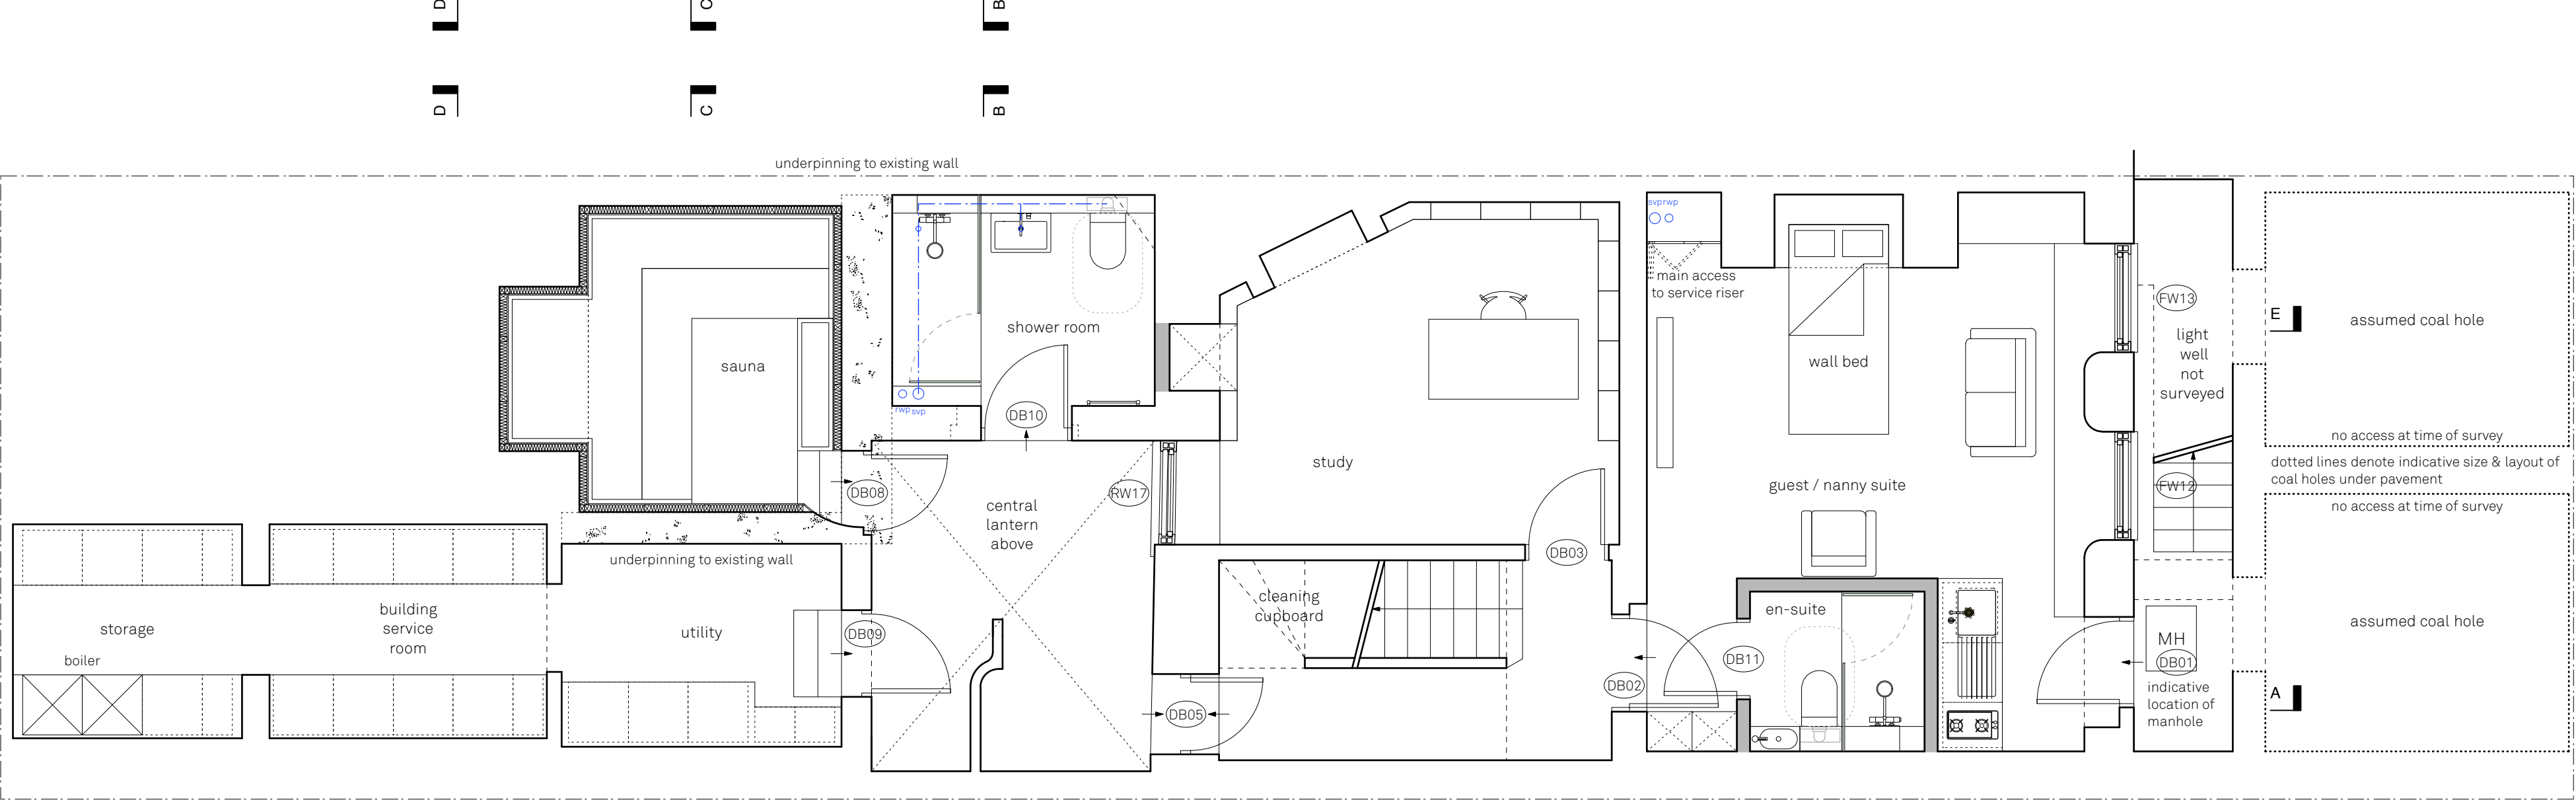 D
C
B
D
C
B
underpinning to existing wall
svp rwp
main access
to service riser
FW13
E
assumed coal hole
light
well
not
surveyed
shower room
wall bed
sauna
rwp svp
DB10
no access at time of survey
study
dotted lines denote indicative size & layout of
coal holes under pavement
DB08
RW17
guest / nanny suite
FW12
central
lantern
above
no access at time of survey
underpinning to existing wall
DB03
cleaning
cupboard
en-suite
storage
building
service
room
utility
DB09
assumed coal hole
boiler
MH
DB11
DB01
DB02
indicative
location of
manhole
A
DB05